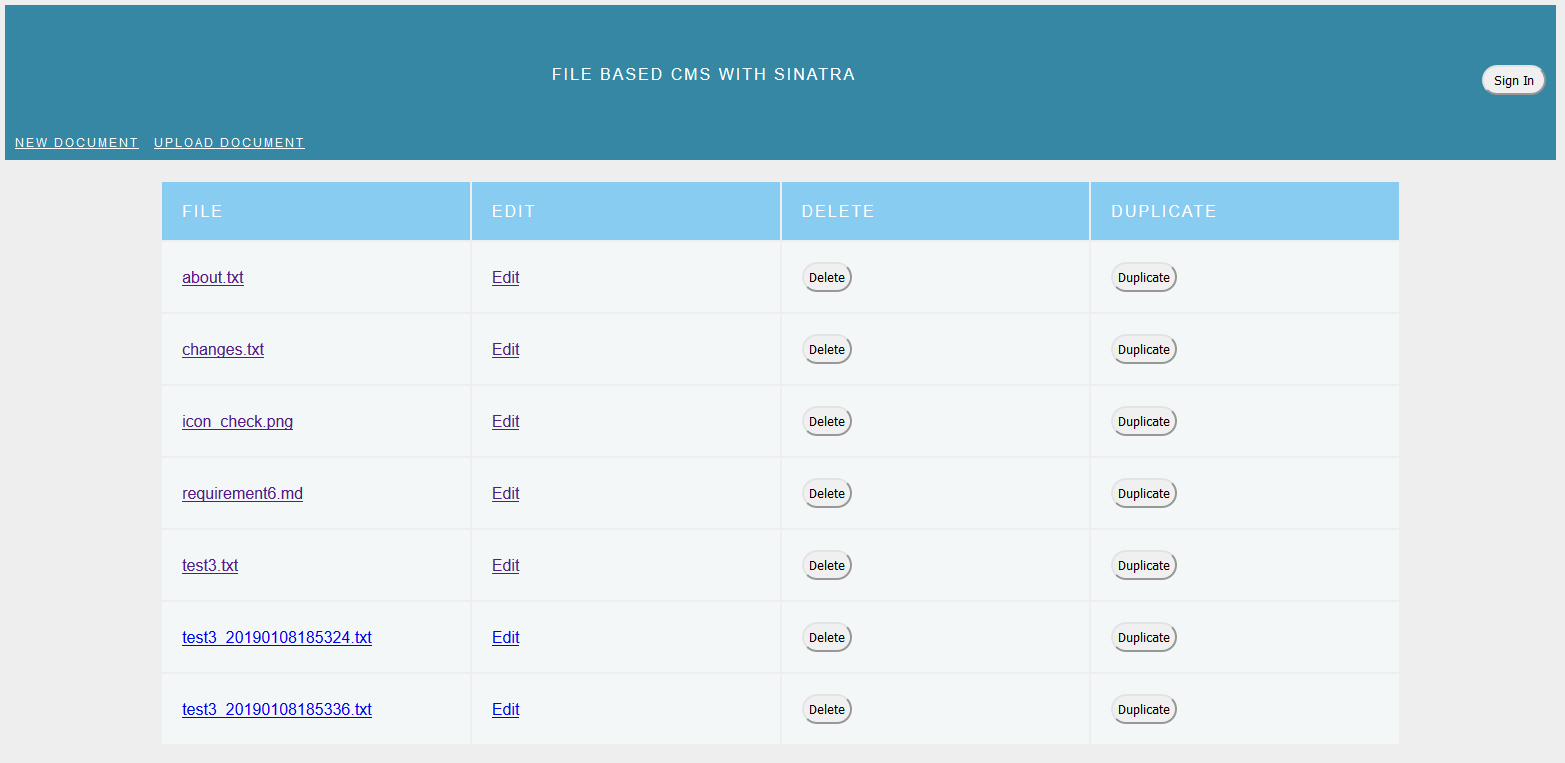 FILE BASED CMS WITH SINATRA
Sign In
NEW DOCUMENT UPLOAD DOCUMENT
FILE EDIT DELETE DUPLICATE
about.txt Edit Delete Duplicate
changes.txt Edit Delete Duplicate
icon_check.png Edit Delete Duplicate
requirement6.md Edit Delete Duplicate
test3.txt Edit Delete Duplicate
test3_20190108185324.txt Edit Delete Duplicate
test3_20190108185336.txt Edit Delete Duplicate